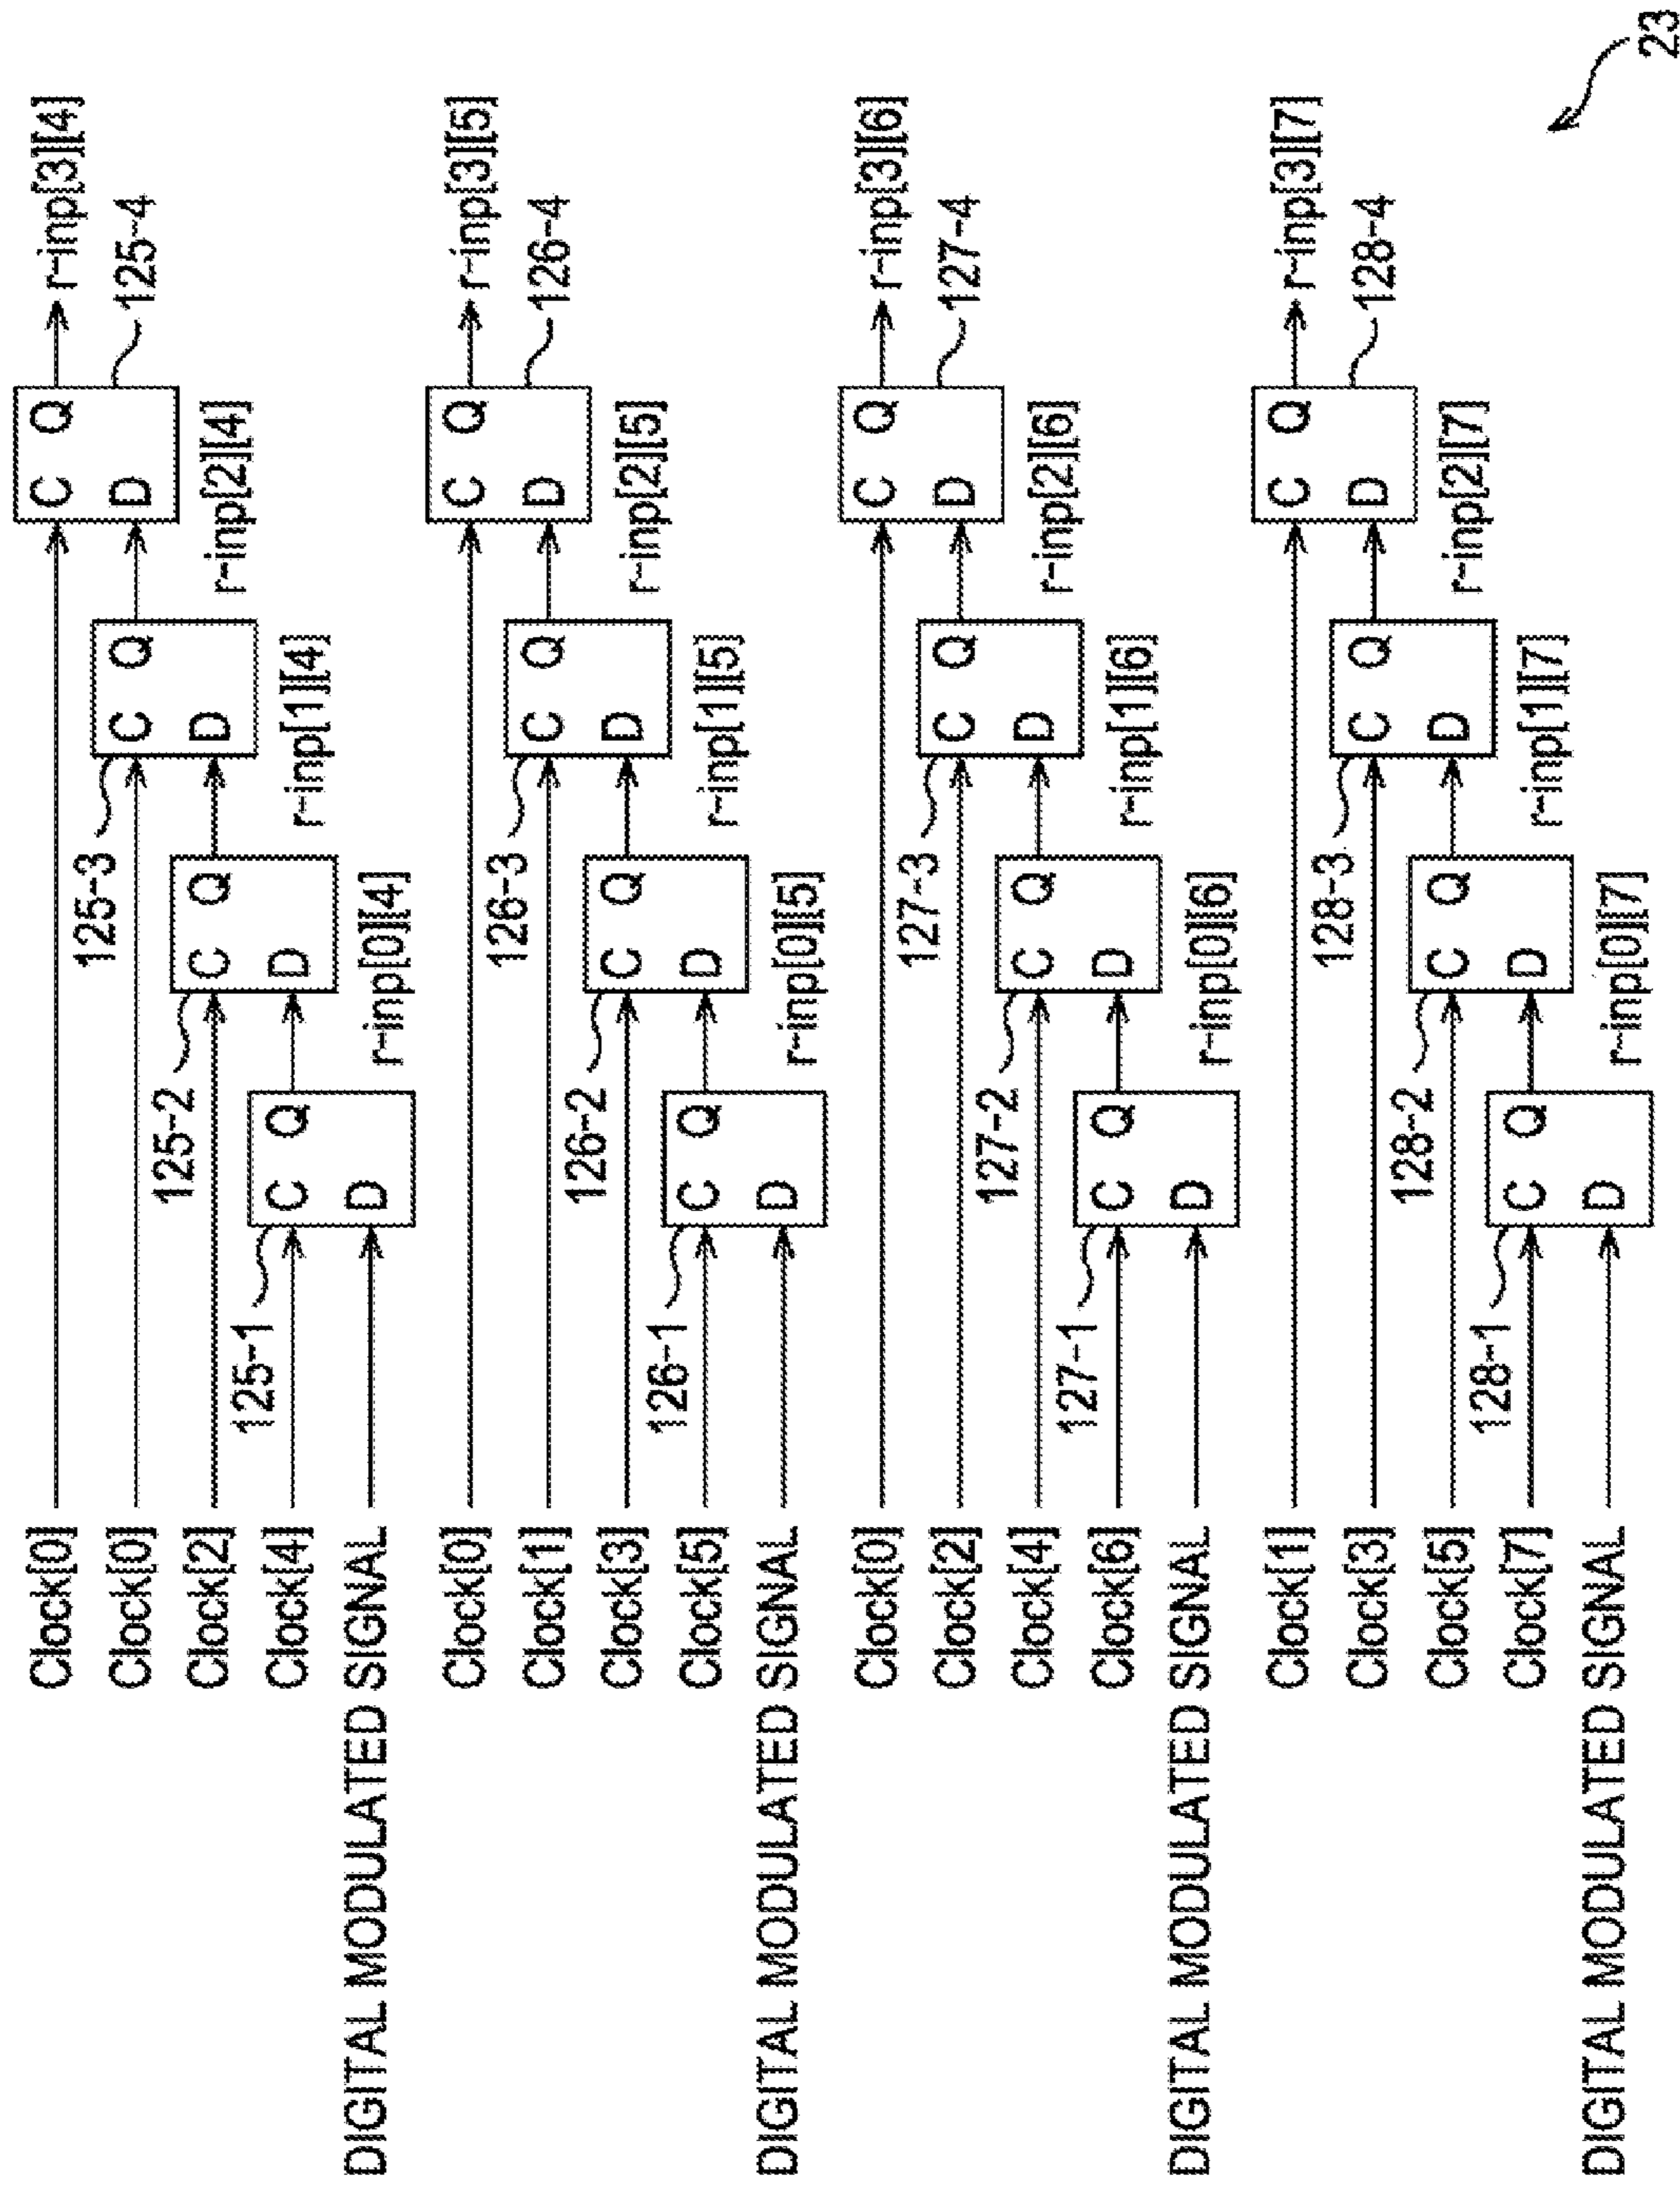 Clock[0]
C Q
r-inp[3][4]
Clock[0]
125-3
C Q
D
125-4
Clock[2]
125-2
C Q
D
r-inp[2][4]
Clock[4]
125-1
C Q
D
r-inp[1][4]
DIGITAL MODULATED SIGNAL
D
r-inp[0][4]
Clock[0]
C Q
r-inp[3][5]
Clock[1]
126-3
C Q
D
126-4
Clock[3]
126-2
C Q
D
r-inp[2][5]
Clock[5]
126-1
C Q
D
r-inp[1][5]
DIGITAL MODULATED SIGNAL
D
r-inp[0][5]
Clock[0]
C Q
r-inp[3][6]
Clock[2]
127-3
C Q
D
127-4
Clock[4]
127-2
C Q
D
r-inp[2][6]
Clock[6]
127-1
C Q
D
r-inp[1][6]
DIGITAL MODULATED SIGNAL
D
r-inp[0][6]
Clock[1]
C Q
r-inp[3][7]
Clock[3]
128-3
C Q
D
128-4
Clock[5]
128-2
C Q
D
r-inp[2][7]
Clock[7]
128-1
C Q
D
r-inp[1][7]
DIGITAL MODULATED SIGNAL
D
r-inp[0][7]
23